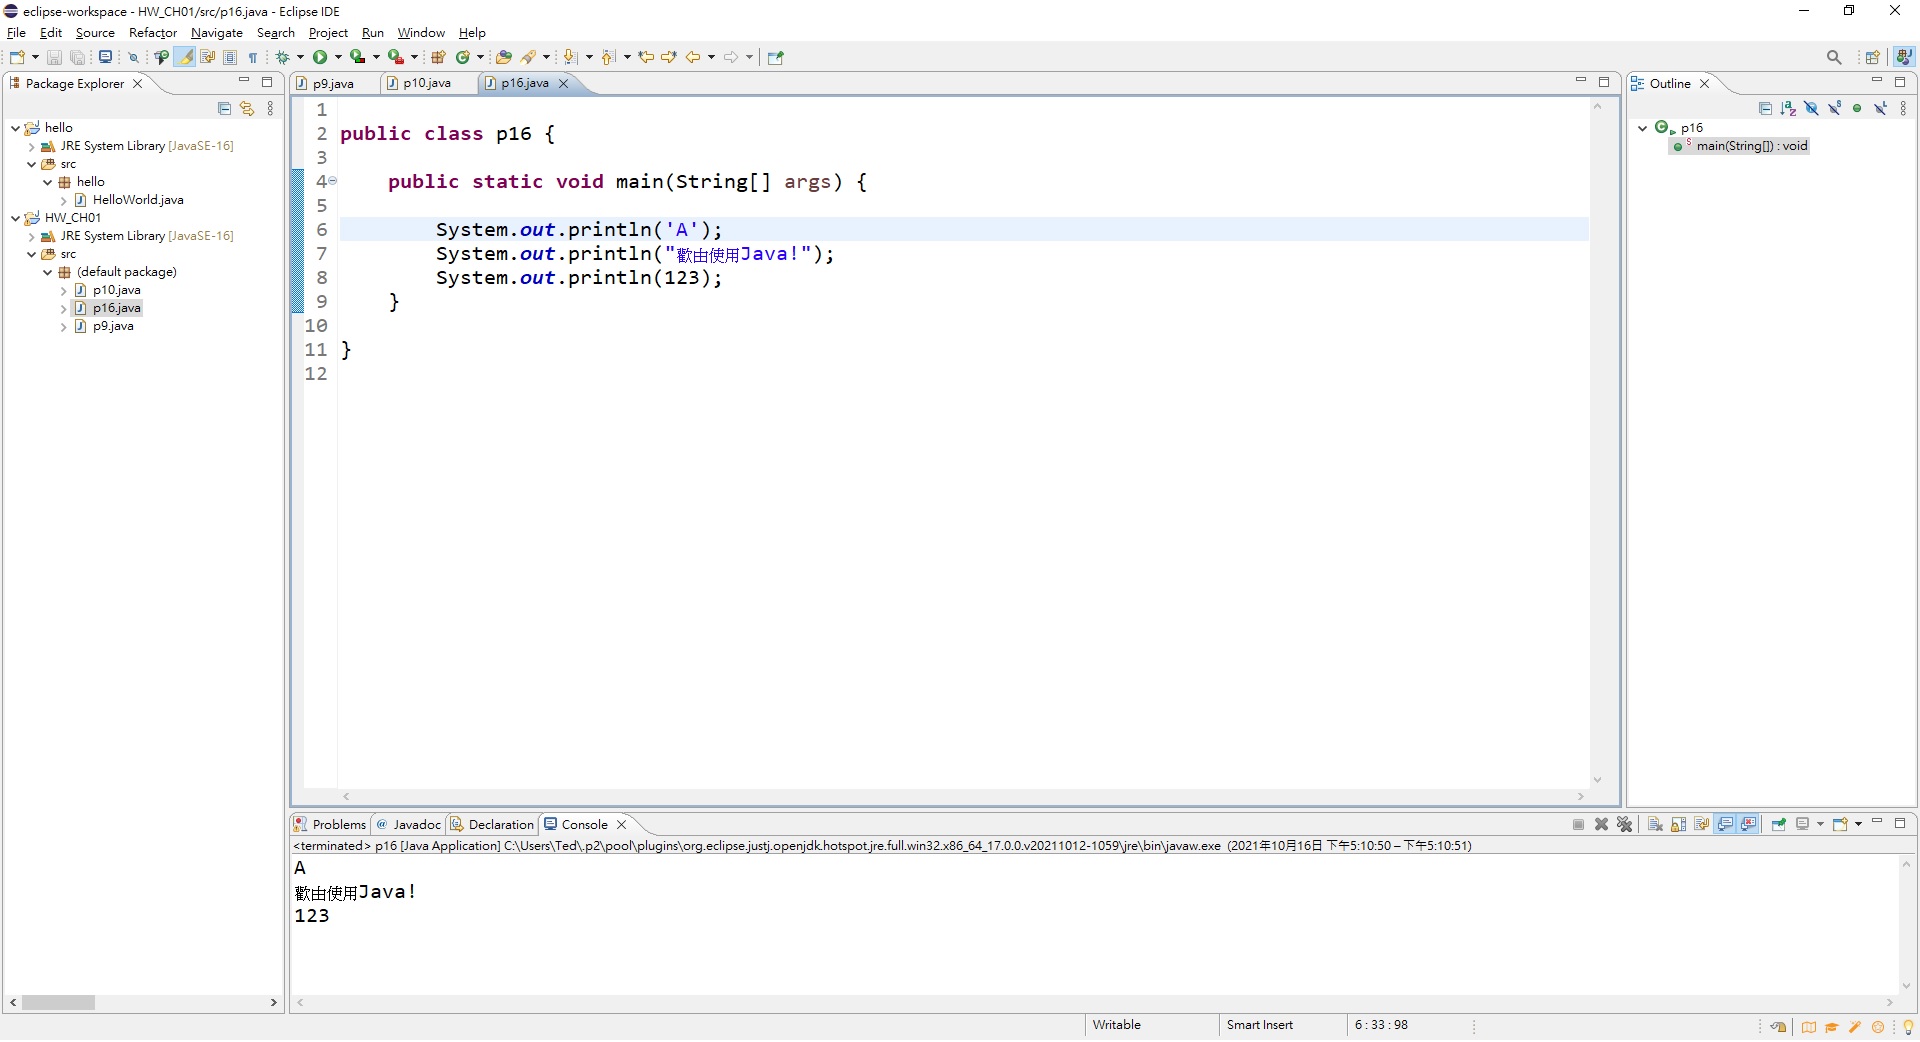 eclipse-workspace - HW_CH01/src/p16.java - Eclipse IDE
File Edit Source Refactor Navigate Search Project Run Window Help
Package Explorer
hello
JRE System Library [JavaSE-16]
src
hello
HelloWorld.java
HW_CH01
JRE System Library [JavaSE-16]
src
(default package)
p10.java
p16.java
p9.java
p9.java p10.java p16.java
1
2 public class p16 {
3
4 public static void main(String[] args) {
5
6 System.out.println('A');
7 System.out.println("歡由使用Java!");
8 System.out.println(123);
9 }
10
11 }
12
Outline
p16
main(String[]) : void
Problems Javadoc Declaration Console
<terminated> p16 [Java Application] C:\Users\Ted\.p2\pool\plugins\org.eclipse.justj.openjdk.hotspot.jre.full.win32.x86_64_17.0.0.v20211012-1059\jre\bin\javaw.exe (2021年10月16日 下午5:10:50 – 下午5:10:51)
A
歡由使用Java!
123
Writable Smart Insert 6 : 33 : 98